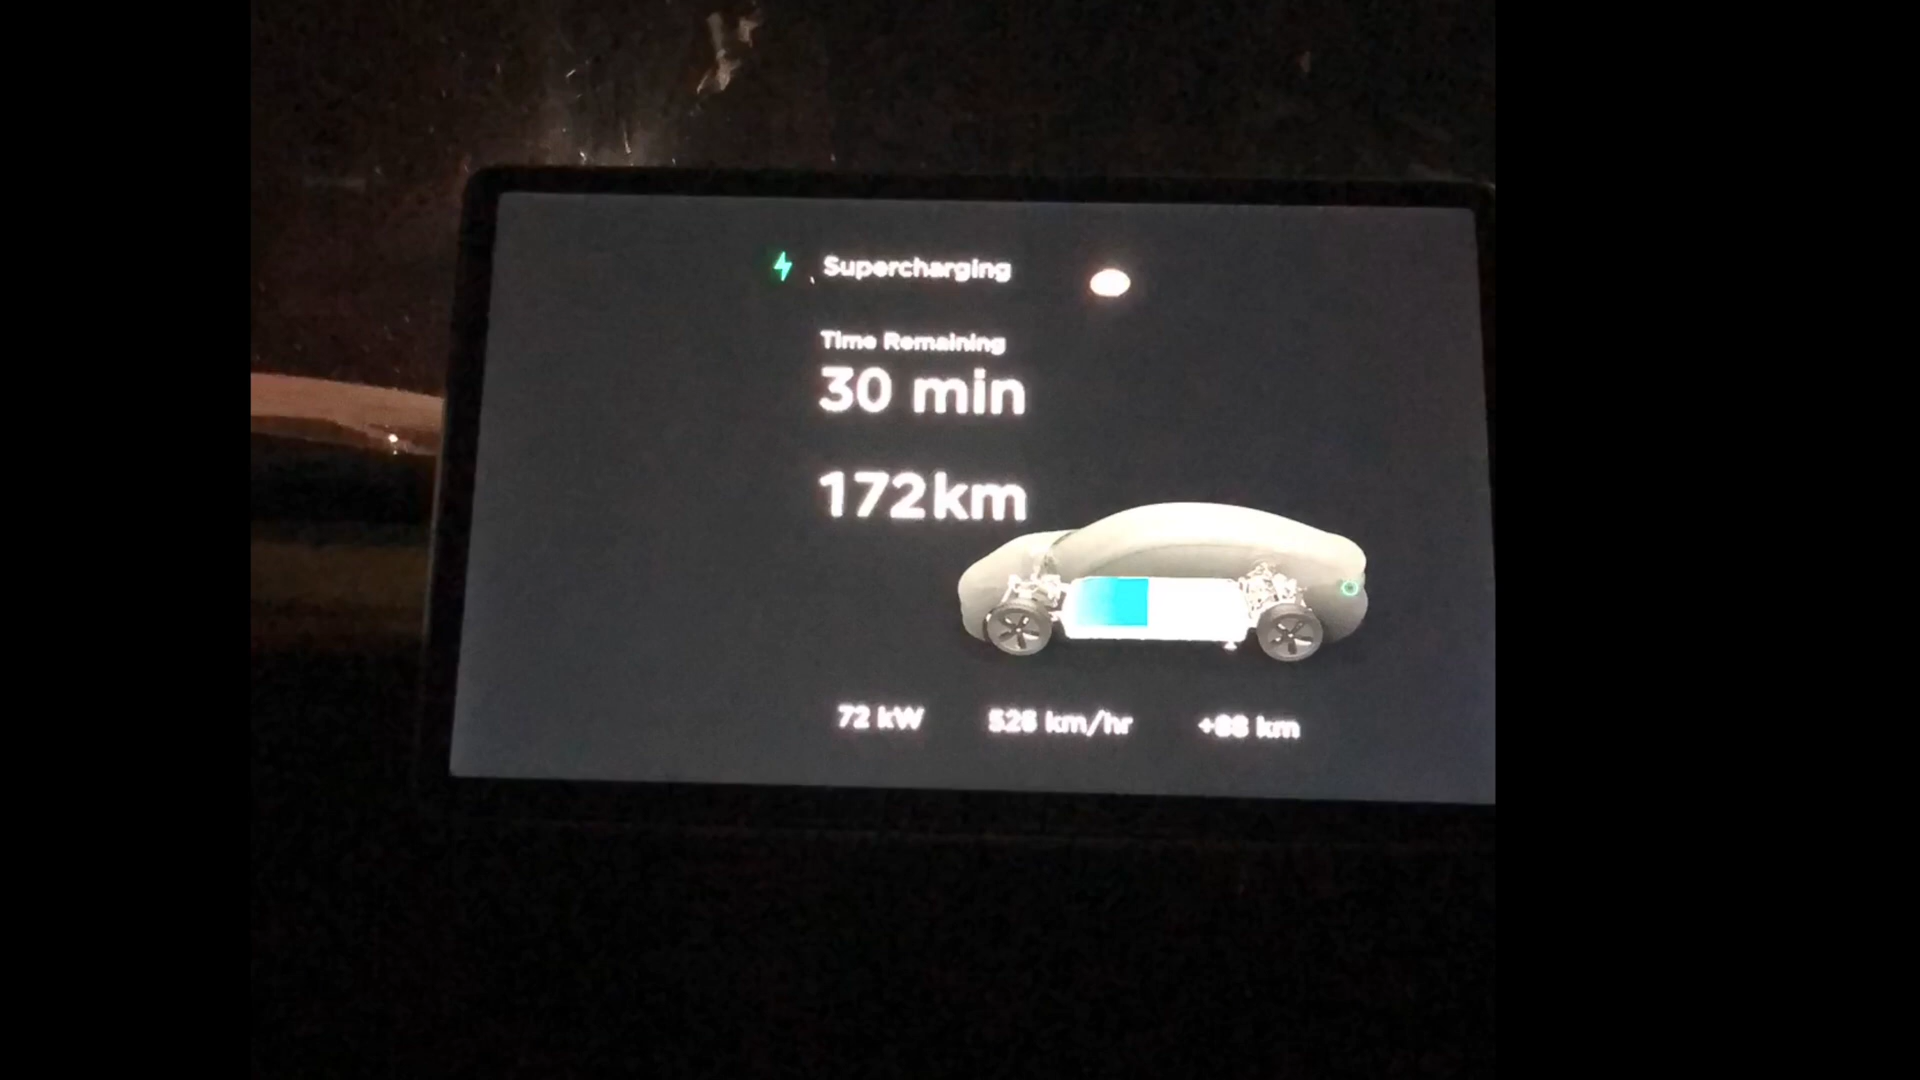 Supercharging
Time Remaining
30 min
172km
72 kW
km/hr
km